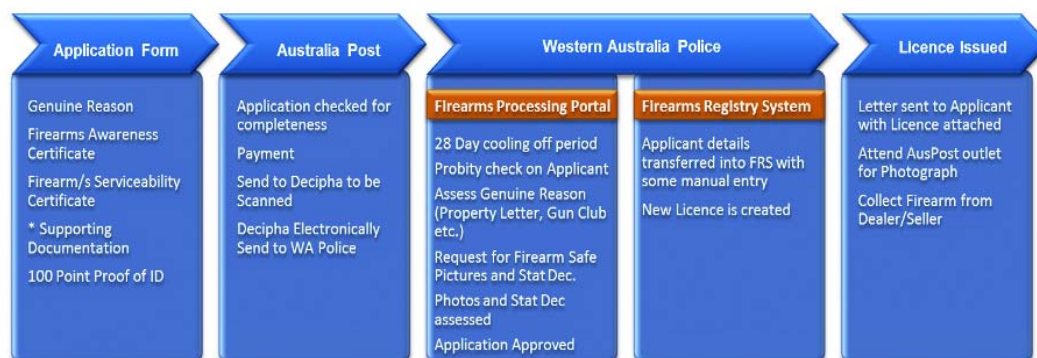 Application Form
Genuine Reason
Firearms Awareness
Certificate
Firearm/s Serviceability
Certificate
* Supporting
Documentation
100 Point Proof of ID
Australia Post
Application checked for
completeness
Payment
Send to Decipha to be
Scanned
Decipha Electronically
Send to WA Police
Western Australia Police
Firearms Processing Portal
28 Day cooling off period
Probity check on Applicant
Assess Genuine Reason
(Property Letter, Gun Club
etc.)
Request for Firearm Safe
Pictures and Stat Dec.
Photos and Stat Dec
assessed
Application Approved
Firearms Registry System
Applicant details
transferred into FRS with
some manual entry
New Licence is created
Licence Issued
Letter sent to Applicant
with Licence attached
Attend AusPost outlet
for Photograph
Collect Firearm from
Dealer/Seller